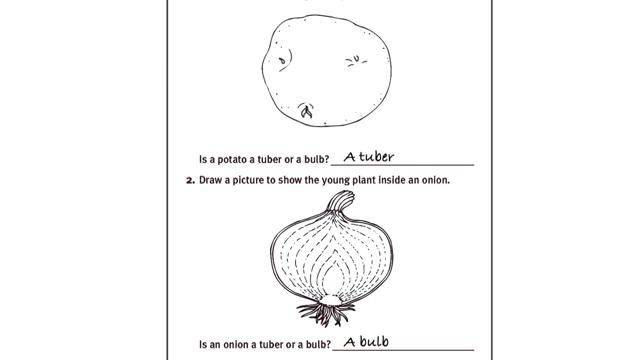 Is a potato a tuber or a bulb? A tuber
2. Draw a picture to show the young plant inside an onion.
Is an onion a tuber or a bulb? A bulb